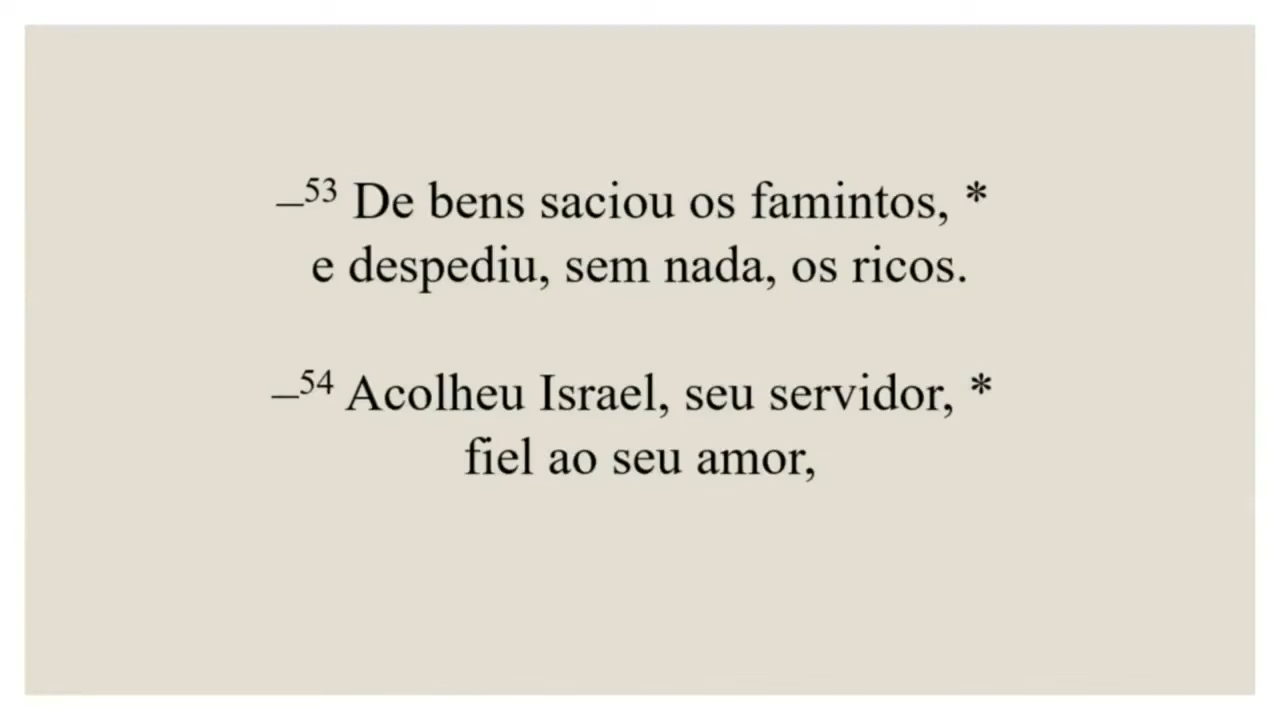 –53 De bens saciou os famintos, *
e despediu, sem nada, os ricos.
–54 Acolheu Israel, seu servidor, *
fiel ao seu amor,